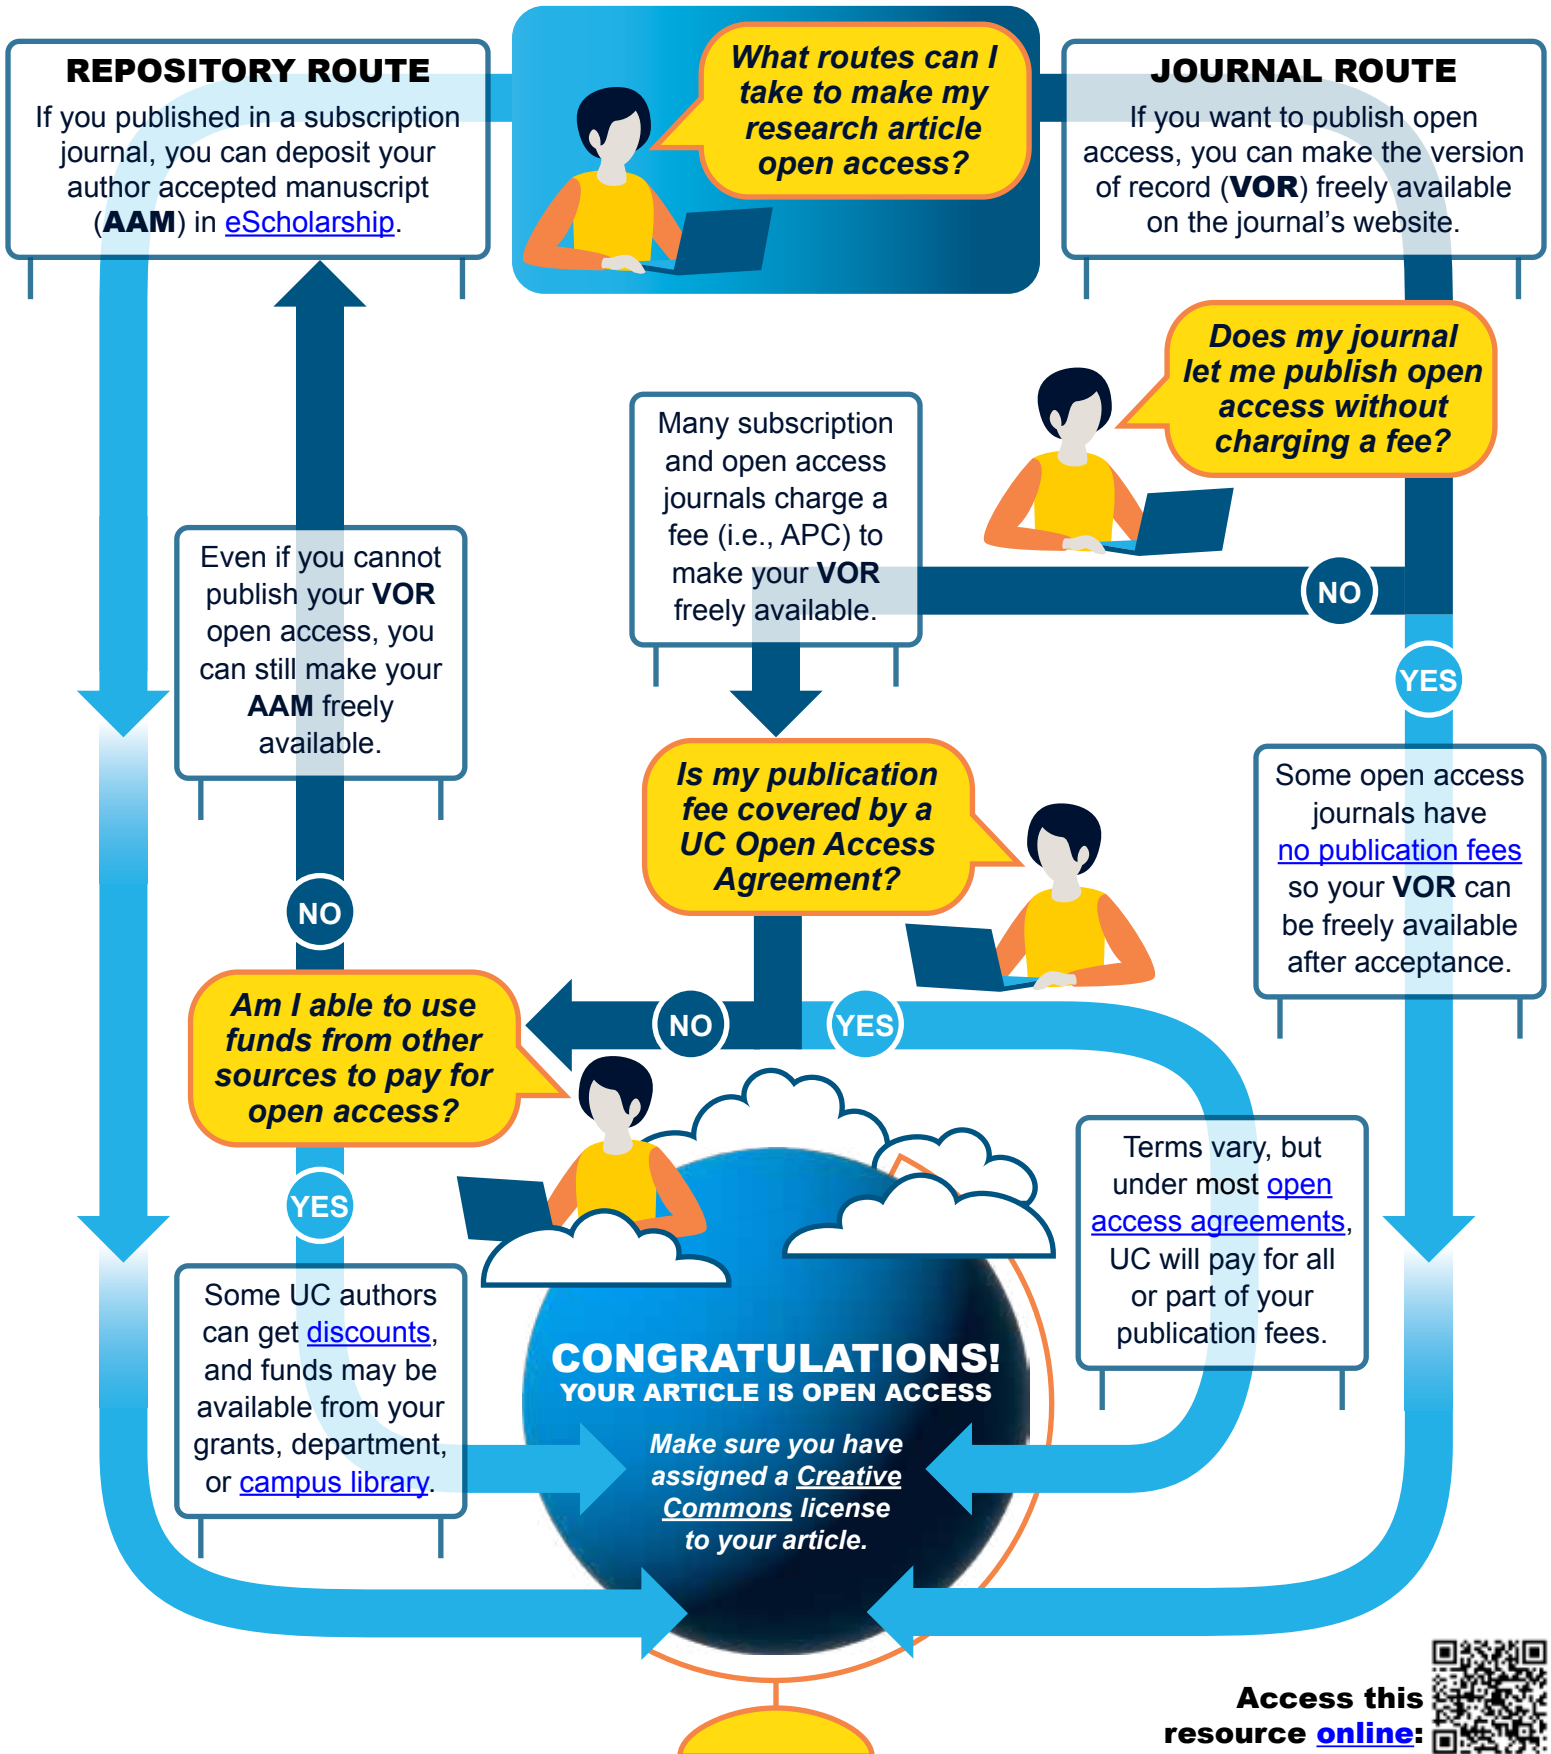 What routes can I
take to make my
research article
open access?
REPOSITORY ROUTE
If you published in a subscription
journal, you can deposit your
author accepted manuscript
(AAM) in eScholarship.
JOURNAL ROUTE
If you want to publish open
access, you can make the version
of record (VOR) freely available
on the journal's website.
Does my journal
let me publish open
access without
charging a fee?
Many subscription
and open access
journals charge a
fee (i.e., APC) to
make your VOR
freely available.
NO
YES
Even if you cannot
publish your VOR
open access, you
can still make your
AAM freely
available.
Is my publication
fee covered by a
UC Open Access
Agreement?
Some open access
journals have
no publication fees
so your VOR can
be freely available
after acceptance.
NO
Am I able to use
funds from other
sources to pay for
open access?
NO
YES
YES
Terms vary, but
under most open
access agreements,
UC will pay for all
or part of your
publication fees.
Some UC authors
can get discounts,
and funds may be
available from your
grants, department,
or campus library.
CONGRATULATIONS!
YOUR ARTICLE IS OPEN ACCESS
Make sure you have
assigned a Creative
Commons license
to your article.
Access this
resource online: